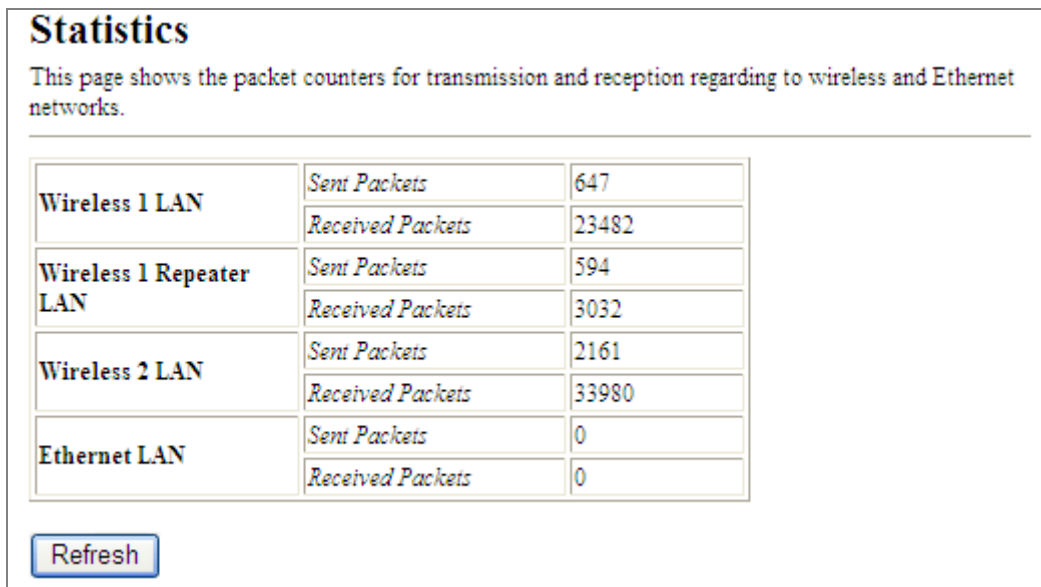 Statistics
This page shows the packet counters for transmission and reception regarding to wireless and Ethernet
networks.
Wireless 1 LAN
Sent Packets 647
Received Packets 23482
Wireless 1 Repeater
LAN
Sent Packets 594
Received Packets 3032
Wireless 2 LAN
Sent Packets 2161
Received Packets 33980
Ethernet LAN
Sent Packets 0
Received Packets 0
Refresh